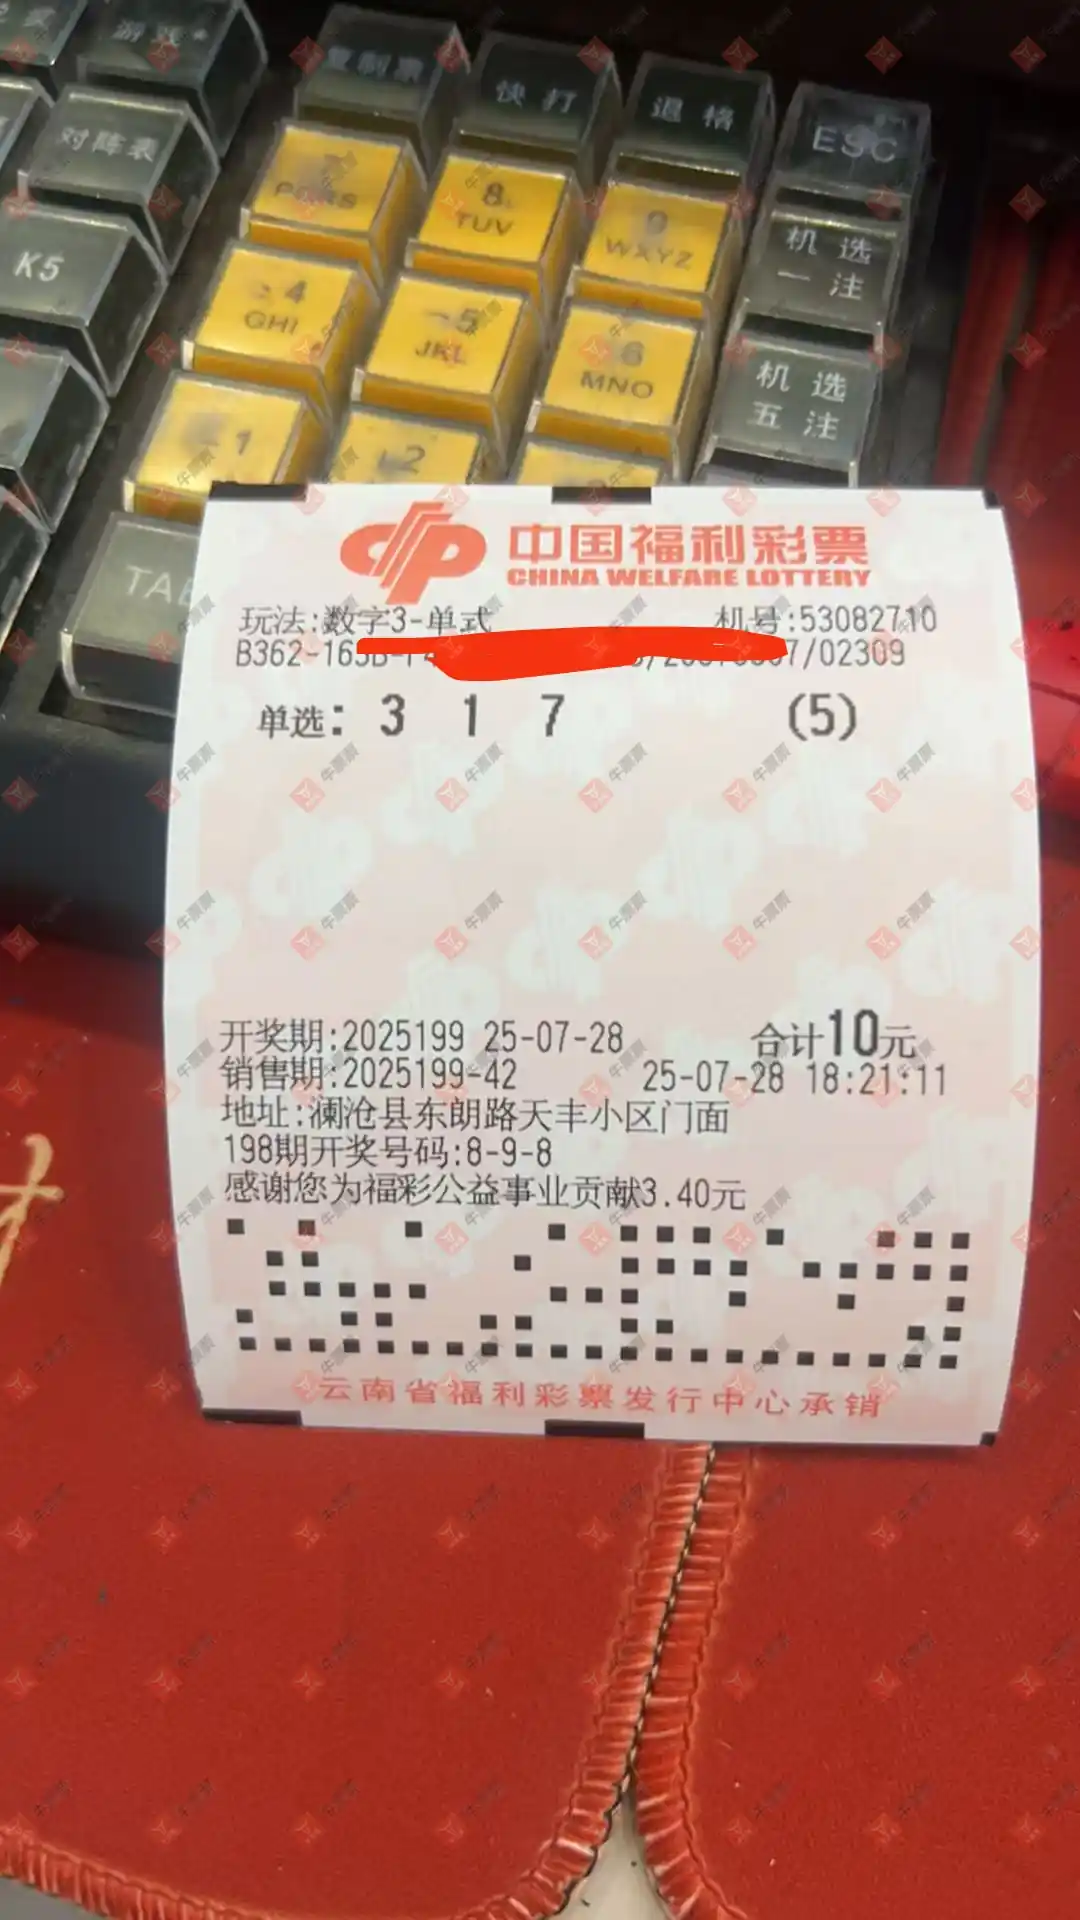 游戏
复制票
快打
退格
ESC
对阵表
8
TUV
9
WXYZ
机选
一注
K5
4
GHI
5
JKL
6
MNO
机选
五注
1
2
TAB
中国福利彩票
CHINA WELFARE LOTTERY
玩法:数字3-单式 机号:53082710
B362-163B- 7/02309
单选: 3 1 7 (5)
开奖期:2025199 25-07-28 合计10元
销售期:2025199-42 25-07-28 18:21:11
地址:澜沧县东朗路天丰小区门面
198期开奖号码:8-9-8
感谢您为福彩公益事业贡献3.40元
云南省福利彩票发行中心承销
牛票票